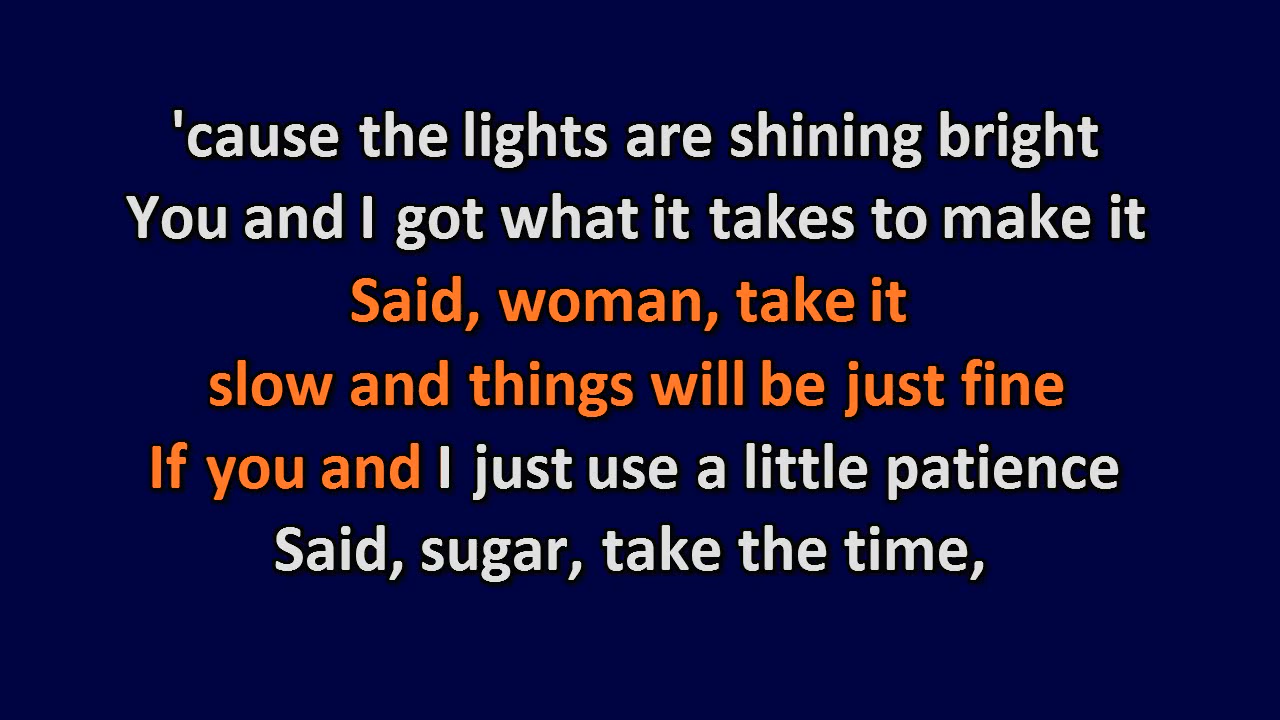 'cause the lights are shining bright
You and I got what it takes to make it
Said, woman, take it
slow and things will be just fine
If you and I just use a little patience
Said, sugar, take the time,